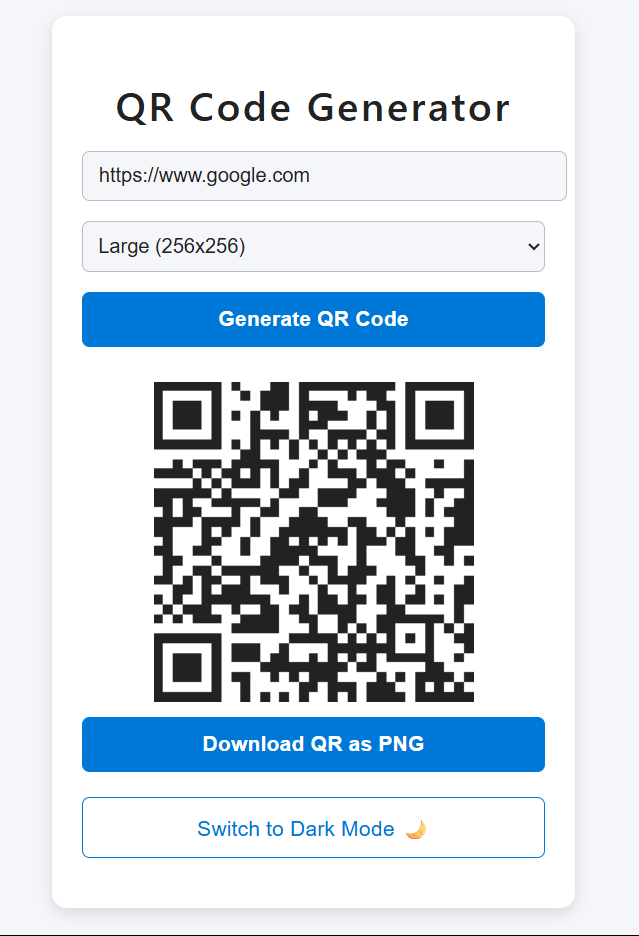 QR Code Generator
https://www.google.com
Large (256x256)
Generate QR Code
Download QR as PNG
Switch to Dark Mode 🌙